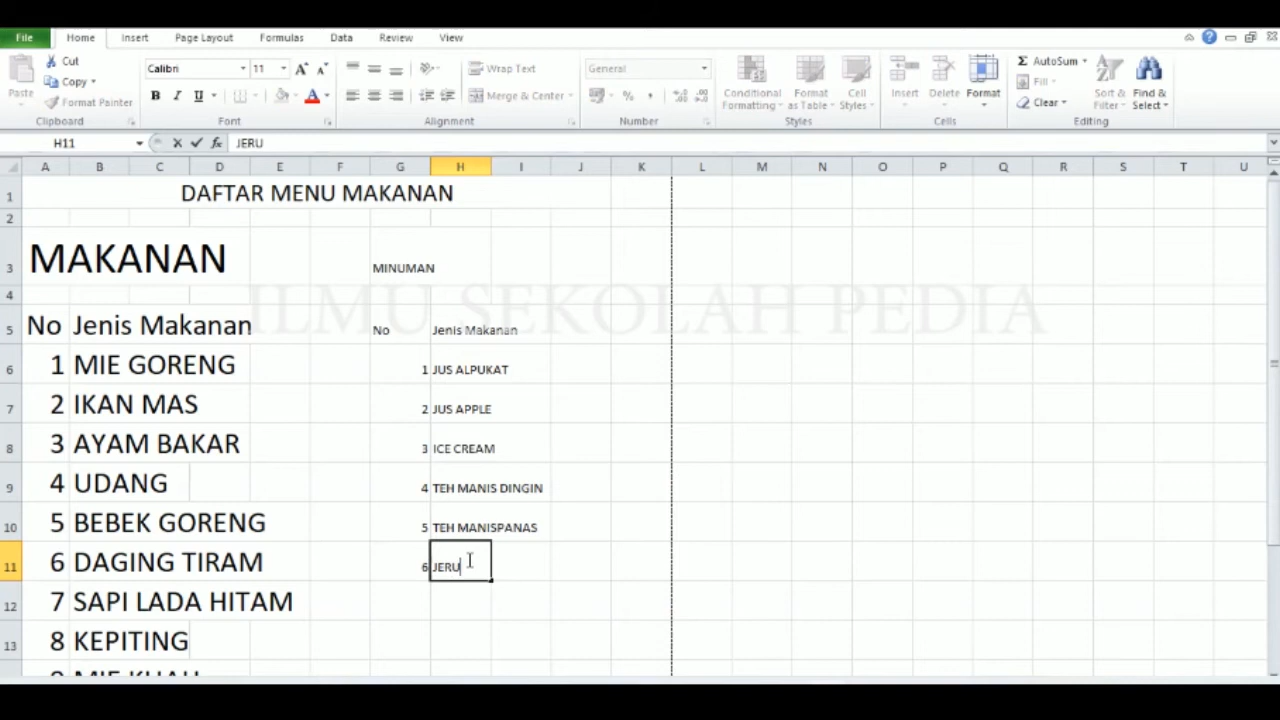 File Home Insert Page Layout Formulas Data Review View
Paste Cut Calibri 11 Wrap Text General Conditional Formatting Format as Table Cell Styles Insert Delete Format AutoSum Sort & Filter Find & Select
Copy Fill
Format Painter B I U A Merge & Center % , Clear
Clipboard Font Alignment Number Styles Cells Editing
H11 fx JERU
A B C D E F G H I J K L M N O P Q R S T U
1 DAFTAR MENU MAKANAN
2
3 MAKANAN MINUMAN
4
ILMU SEKOLAH PEDIA
5 No Jenis Makanan No Jenis Makanan
6 1 MIE GORENG 1 JUS ALPUKAT
7 2 IKAN MAS 2 JUS APPLE
8 3 AYAM BAKAR 3 ICE CREAM
9 4 UDANG 4 TEH MANIS DINGIN
10 5 BEBEK GORENG 5 TEH MANISPANAS
11 6 DAGING TIRAM 6 JERU
12 7 SAPI LADA HITAM
13 8 KEPITING